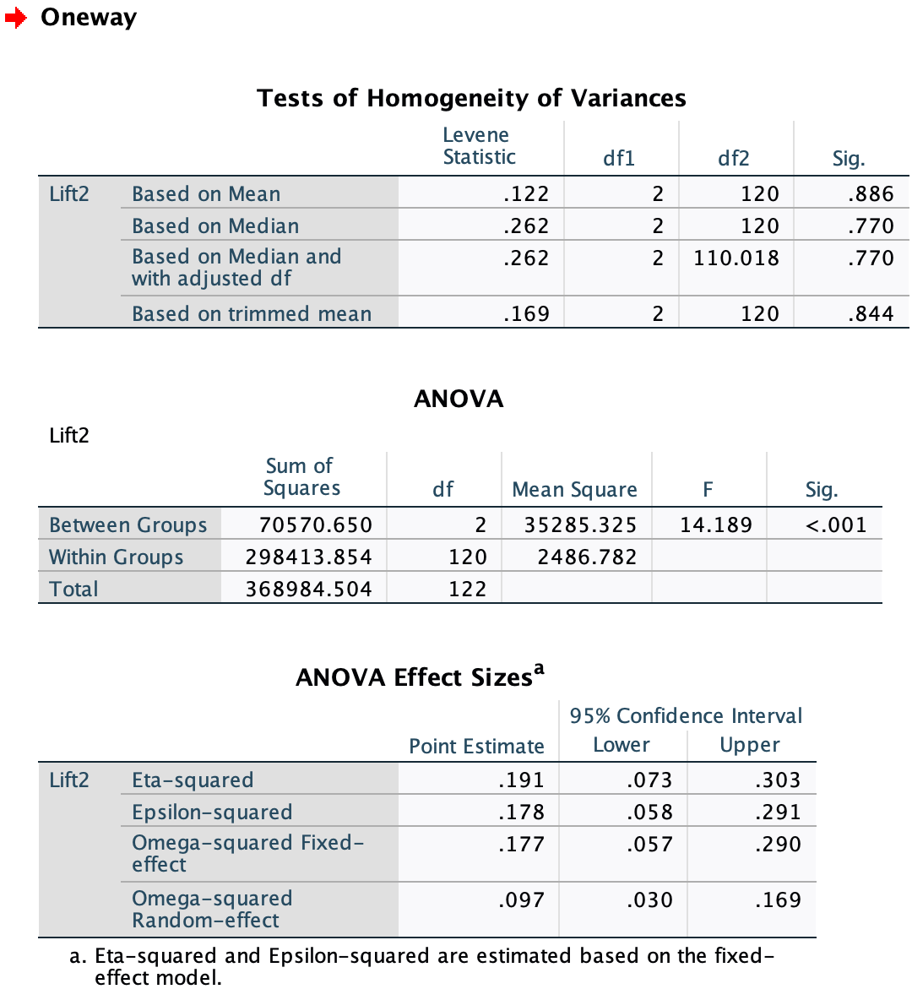 Oneway
Tests of Homogeneity of Variances
Levene Statistic df1 df2 Sig.
Lift2 Based on Mean .122 2 120 .886
Based on Median .262 2 120 .770
Based on Median and with adjusted df .262 2 110.018 .770
Based on trimmed mean .169 2 120 .844
ANOVA
Lift2
Sum of Squares df Mean Square F Sig.
Between Groups 70570.650 2 35285.325 14.189 <.001
Within Groups 298413.854 120 2486.782
Total 368984.504 122
ANOVA Effect Sizesa
95% Confidence Interval
Point Estimate Lower Upper
Lift2 Eta-squared .191 .073 .303
Epsilon-squared .178 .058 .291
Omega-squared Fixed-effect .177 .057 .290
Omega-squared Random-effect .097 .030 .169
a. Eta-squared and Epsilon-squared are estimated based on the fixed-
effect model.